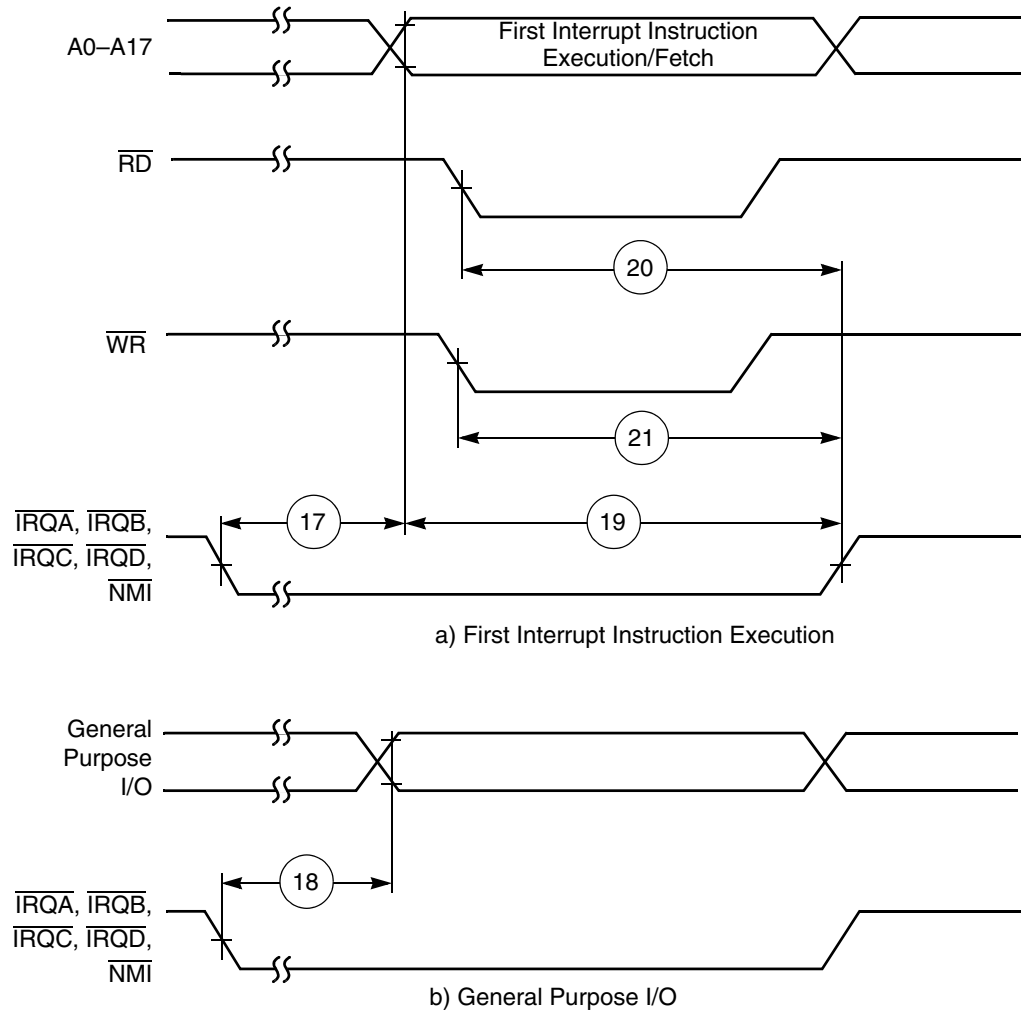 A0–A17
First Interrupt Instruction
Execution/Fetch
RD
20
WR
21
IRQA, IRQB,
IRQC, IRQD,
NMI
17
19
a) First Interrupt Instruction Execution
General
Purpose
I/O
18
IRQA, IRQB,
IRQC, IRQD,
NMI
b) General Purpose I/O